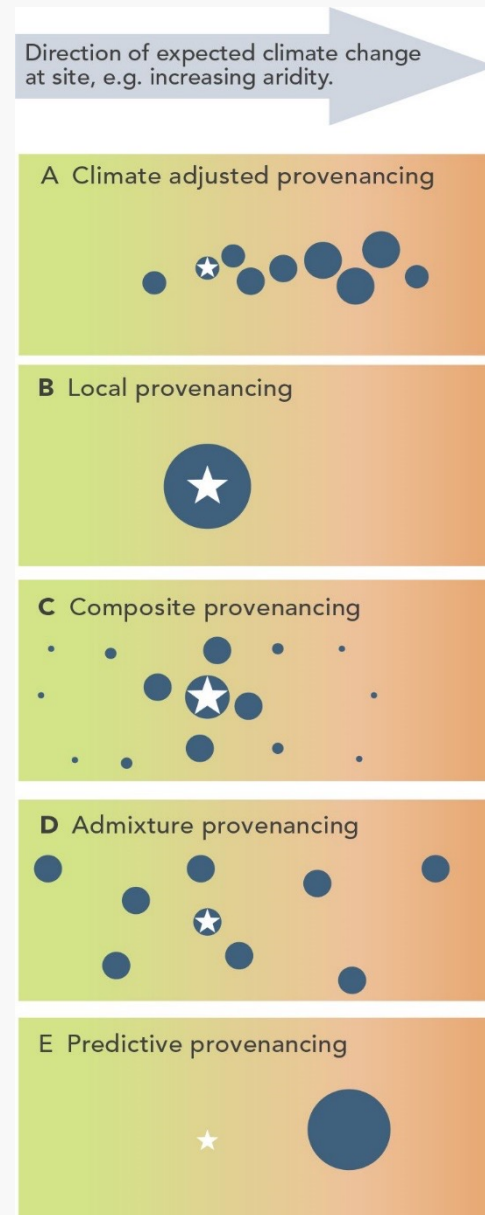 Direction of expected climate change
at site, e.g. increasing aridity.
A Climate adjusted provenancing
B Local provenancing
C Composite provenancing
D Admixture provenancing
E Predictive provenancing